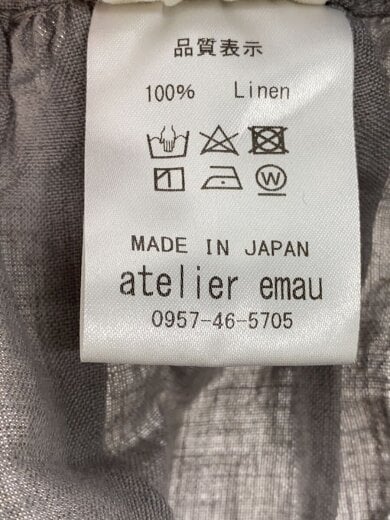 品質表示
100% Linen
W
MADE IN JAPAN
atelier emau
0957-46-5705